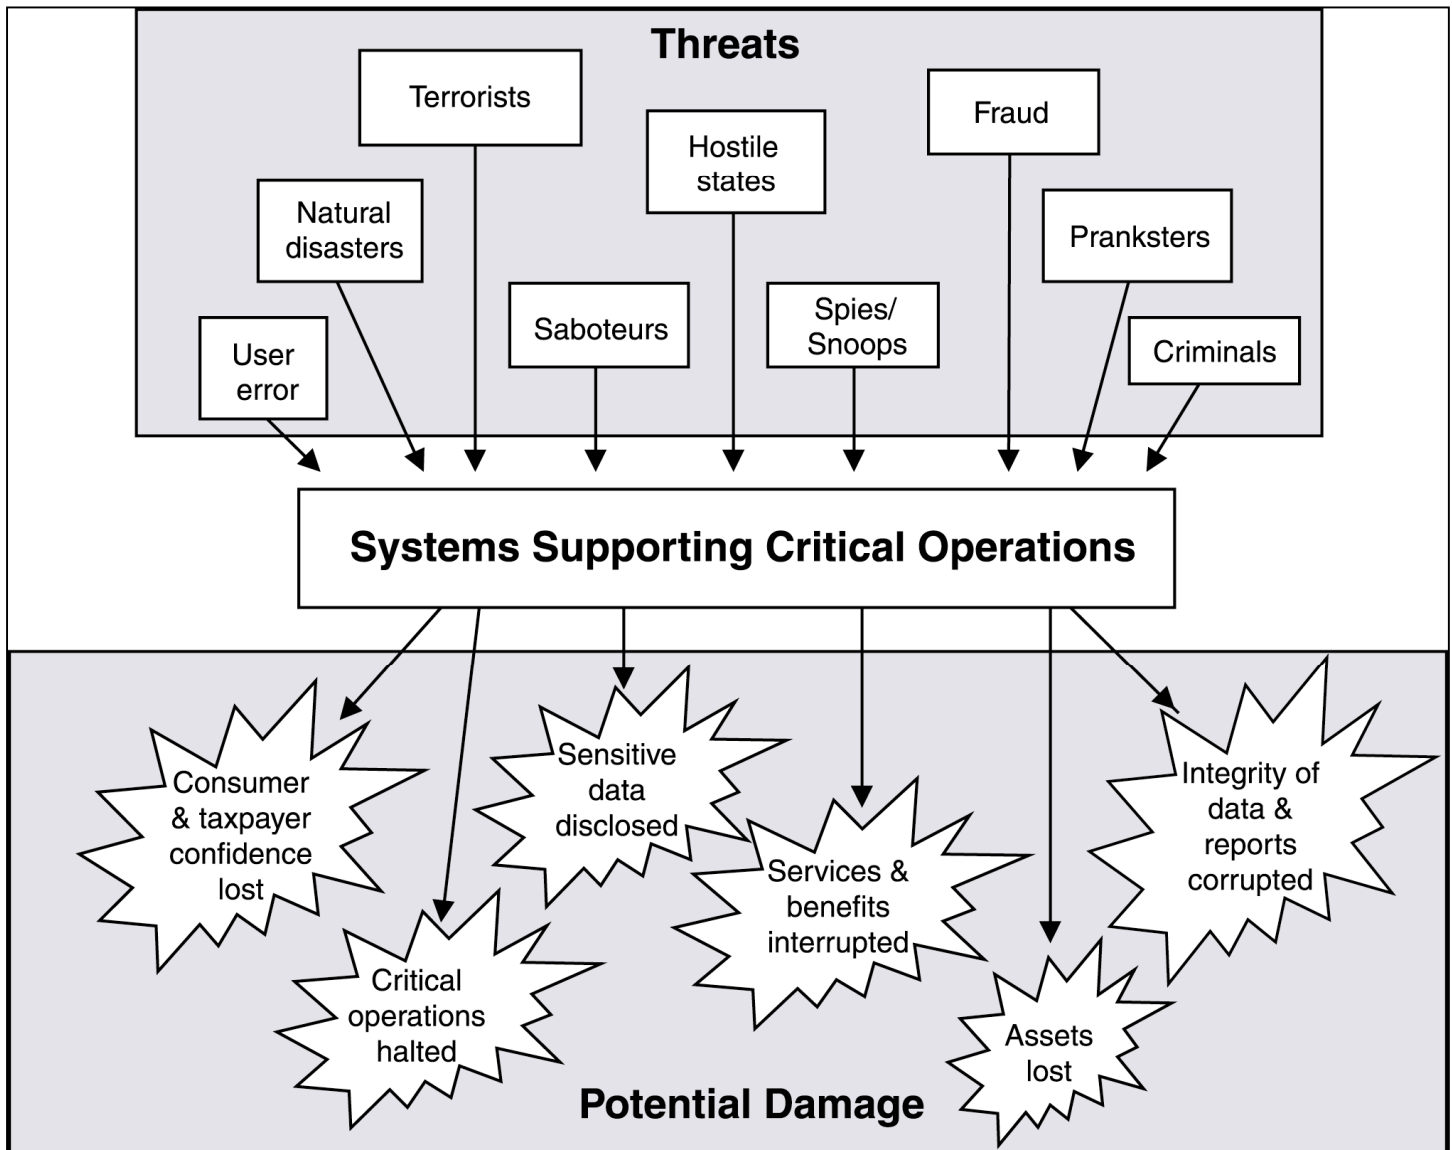 Threats
Terrorists
Fraud
Hostile
states
Natural
disasters
Pranksters
Saboteurs
Spies/
Snoops
User
error
Criminals
Systems Supporting Critical Operations
Consumer
& taxpayer
confidence
lost
Sensitive
data
disclosed
Integrity of
data &
reports
corrupted
Services &
benefits
interrupted
Critical
operations
halted
Assets
lost
Potential Damage